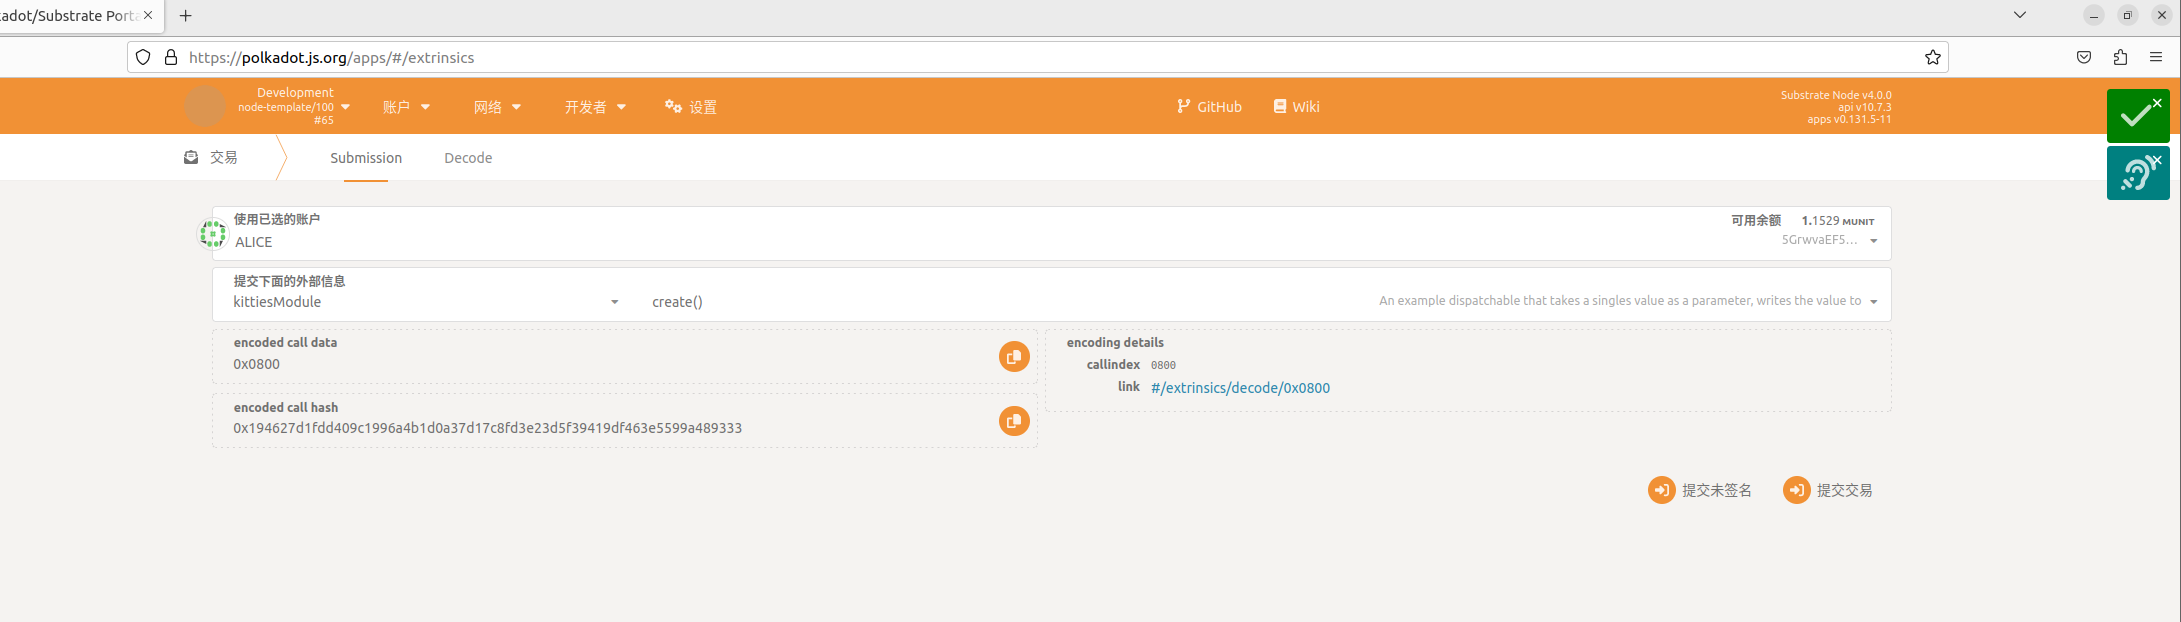 adot/Substrate Porta
https://polkadot.js.org/apps/#/extrinsics
Development
node-template/100
#65
账户
网络
开发者
设置
GitHub
Wiki
Substrate Node v4.0.0
api v10.7.3
apps v0.131.5-11
交易
Submission
Decode
使用已选的账户
ALICE
可用余额 1.1529 MUNIT
5GrwvaEF5...
提交下面的外部信息
kittiesModule
create()
An example dispatchable that takes a singles value as a parameter, writes the value to
encoded call data
0x0800
encoding details
callindex 0800
link #/extrinsics/decode/0x0800
encoded call hash
0x194627d1fdd409c1996a4b1d0a37d17c8fd3e23d5f39419df463e5599a489333
提交未签名
提交交易